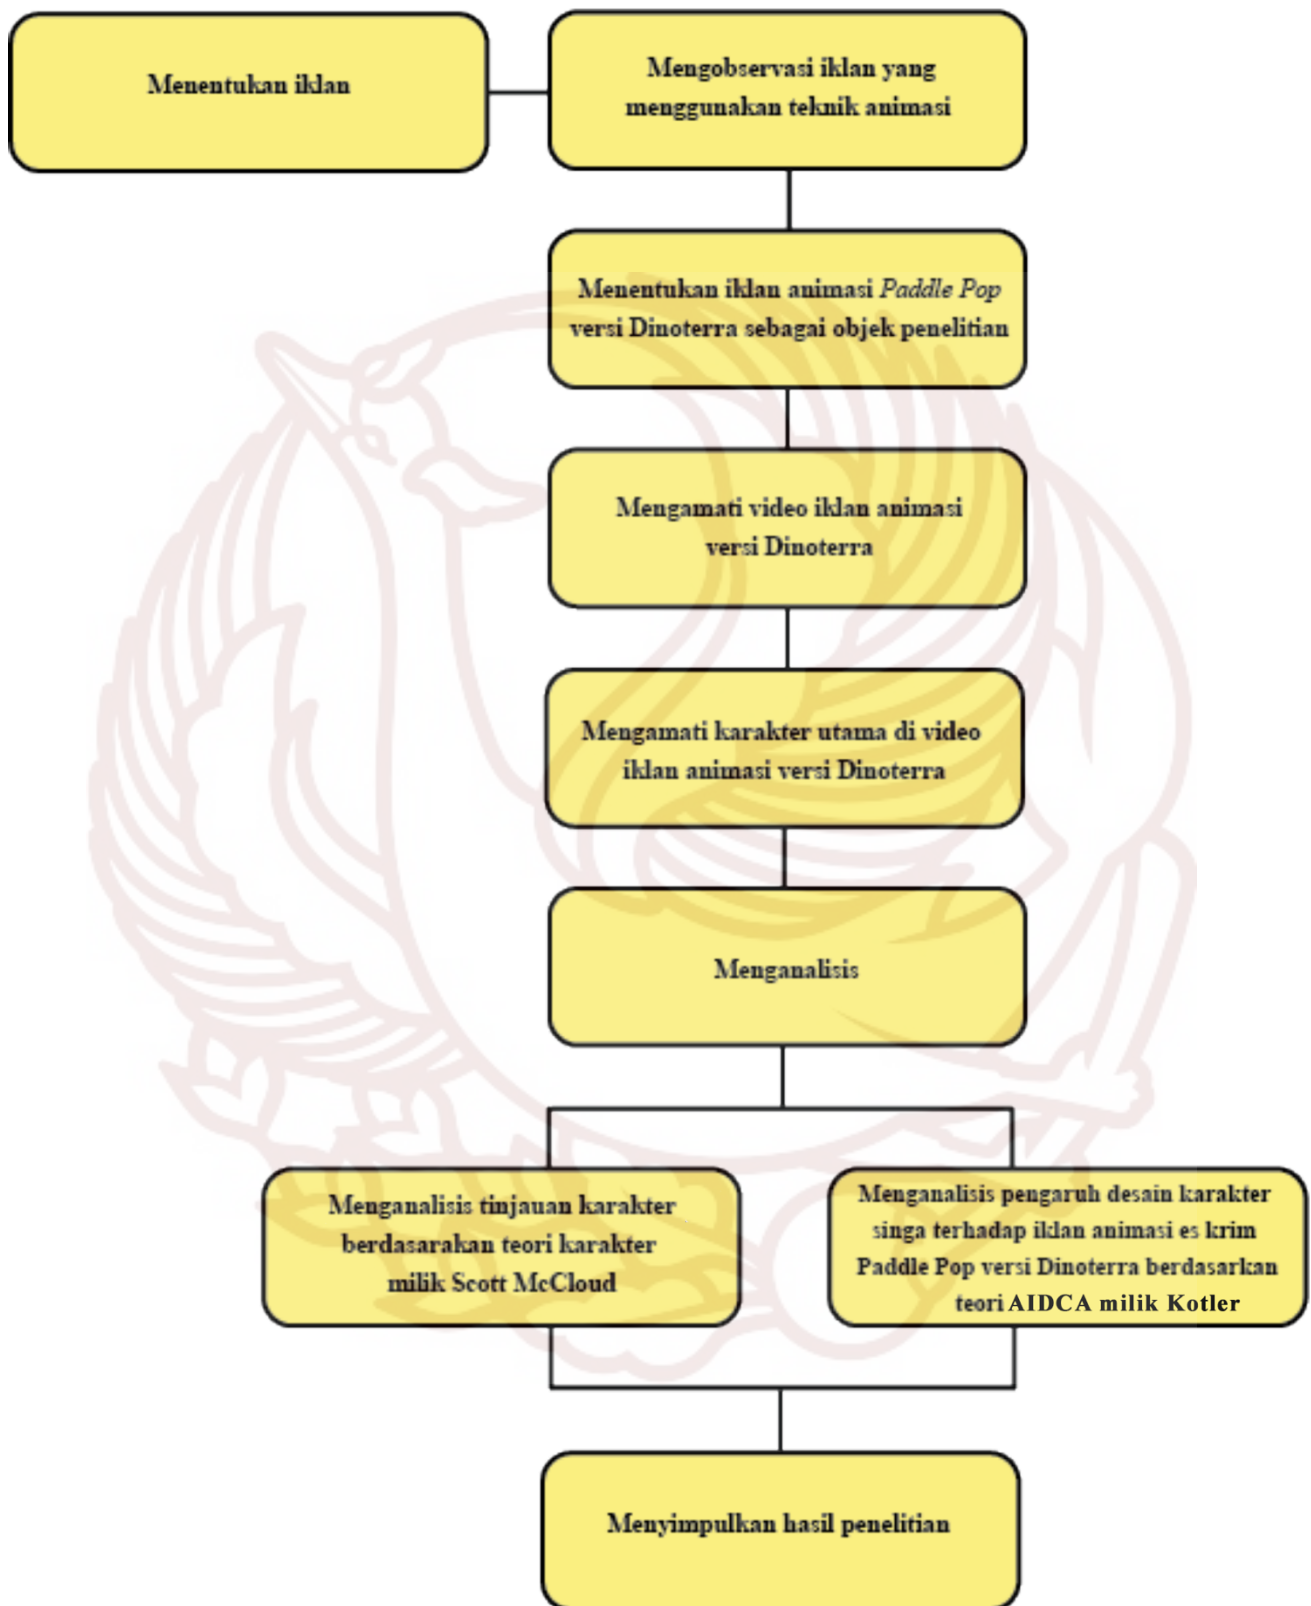 Menentukan iklan
Mengobservasi iklan yang
menggunakan teknik animasi
Menentukan iklan animasi Paddle Pop
versi Dinoterra sebagai objek penelitian
Mengamati video iklan animasi
versi Dinoterra
Mengamati karakter utama di video
iklan animasi versi Dinoterra
Menganalisis
Menganalisis tinjauan karakter
berdasarakan teori karakter
milik Scott McCloud
Menganalisis pengaruh desain karakter
singa terhadap iklan animasi es krim
Paddle Pop versi Dinoterra berdasarkan
teori AIDCA milik Kotler
Menyimpulkan hasil penelitian